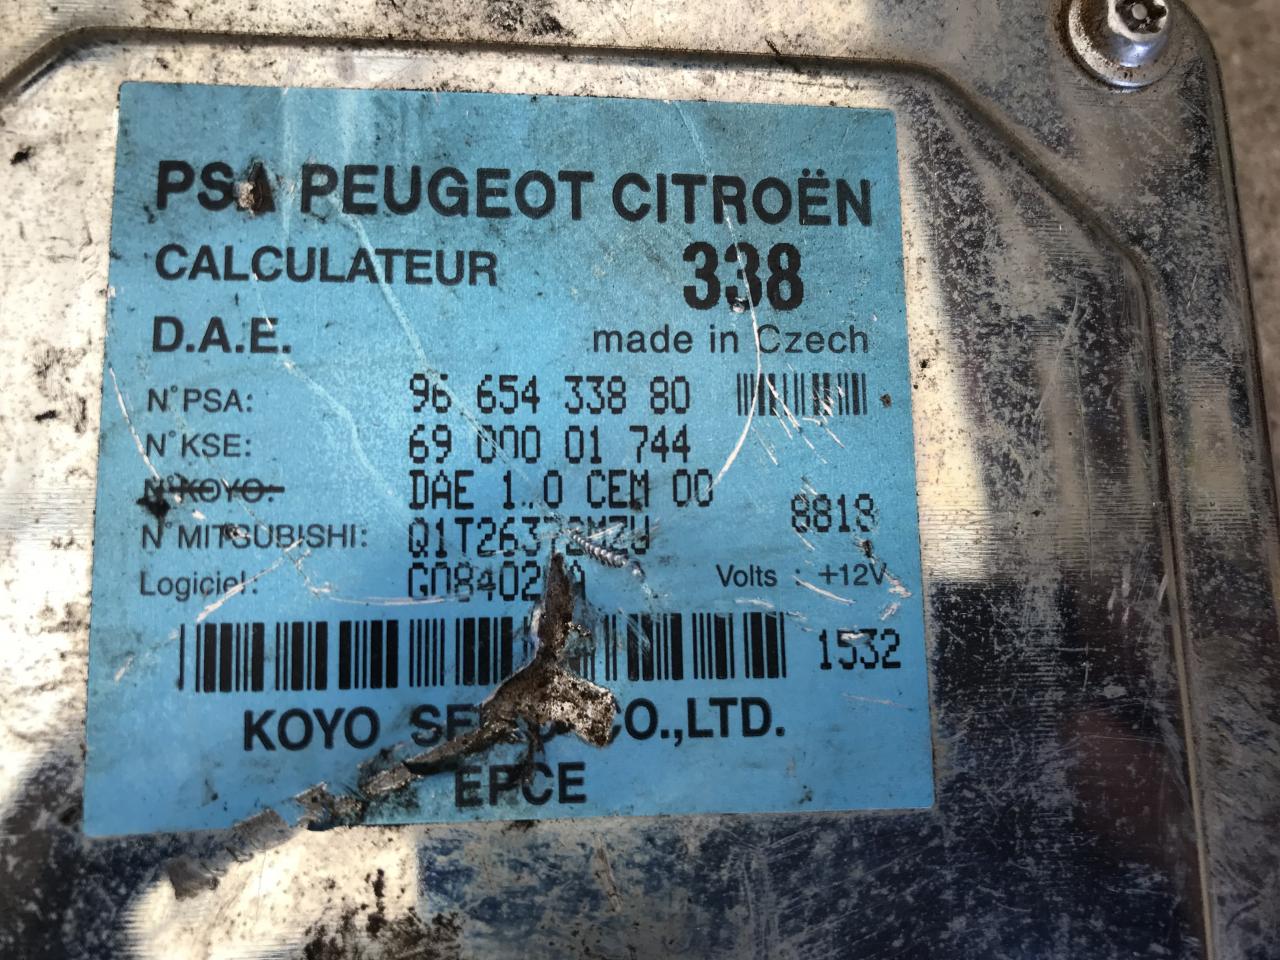 PSA PEUGEOT CITROËN
CALCULATEUR 338
D.A.E. made in Czech
N° PSA: 96 654 338 80
N° KSE: 69 000 01 744
N° KOYO: DAE 1..0 CEM 00
N° MITSUBISHI: 8818
Logiciel: Volts : +12V
1532
KOYO CO.,LTD.
EPCE